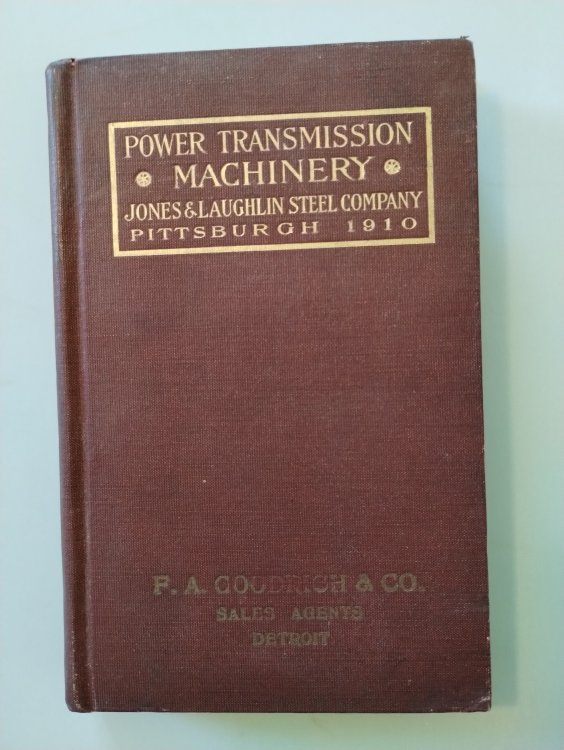 POWER TRANSMISSION
MACHINERY
JONES & LAUGHLIN STEEL COMPANY
PITTSBURGH 1910
F. A. GOODRICH & CO.
SALES AGENTS
DETROIT